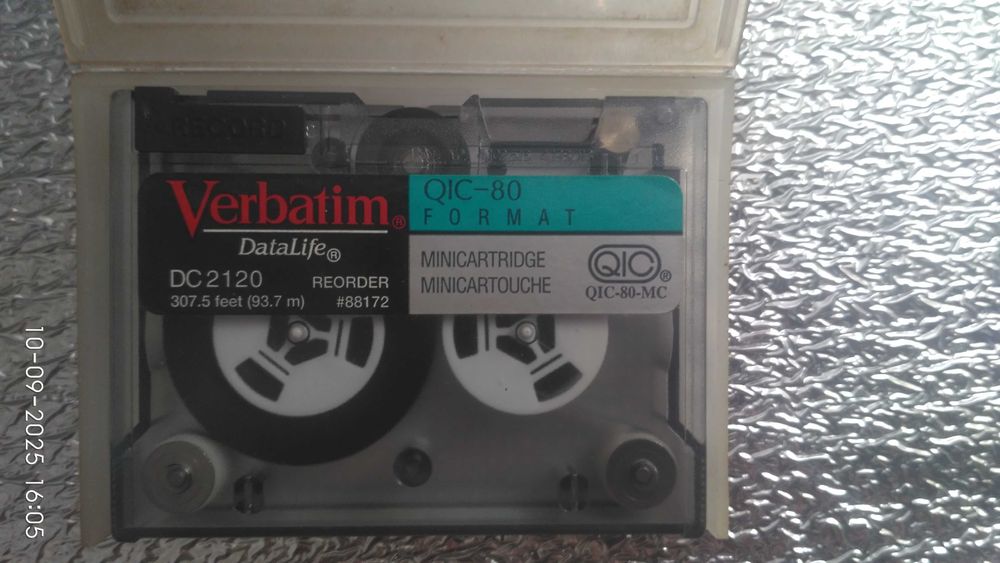 RECORD
Verbatim®
DataLife®
DC 2120 REORDER
307.5 feet (93.7 m) #88172
QIC-80
FORMAT
MINICARTRIDGE
MINICARTOUCHE
QIC®
QIC-80-MC
10-09-2025 16:05